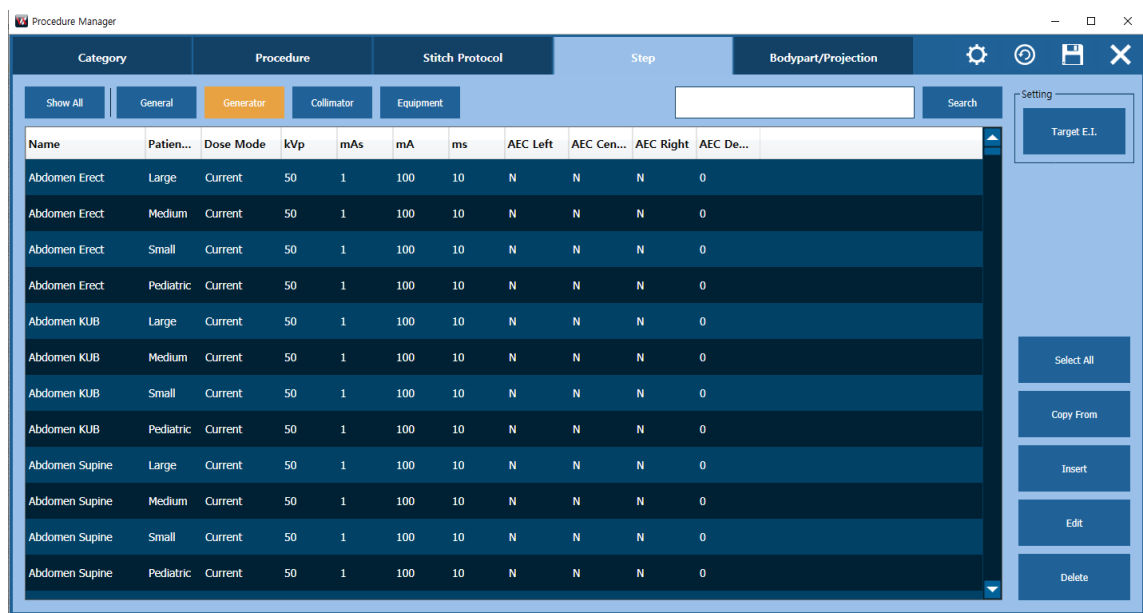 Procedure Manager
Category Procedure Stitch Protocol Step Bodypart/Projection
Show All General Generator Collimator Equipment Search
Setting
Target E.I.
Name Patien... Dose Mode kVp mAs mA ms AEC Left AEC Cen... AEC Right AEC De...
Abdomen Erect Large Current 50 1 100 10 N N N 0
Abdomen Erect Medium Current 50 1 100 10 N N N 0
Abdomen Erect Small Current 50 1 100 10 N N N 0
Abdomen Erect Pediatric Current 50 1 100 10 N N N 0
Abdomen KUB Large Current 50 1 100 10 N N N 0
Abdomen KUB Medium Current 50 1 100 10 N N N 0
Abdomen KUB Small Current 50 1 100 10 N N N 0
Abdomen KUB Pediatric Current 50 1 100 10 N N N 0
Abdomen Supine Large Current 50 1 100 10 N N N 0
Abdomen Supine Medium Current 50 1 100 10 N N N 0
Abdomen Supine Small Current 50 1 100 10 N N N 0
Abdomen Supine Pediatric Current 50 1 100 10 N N N 0
Select All
Copy From
Insert
Edit
Delete